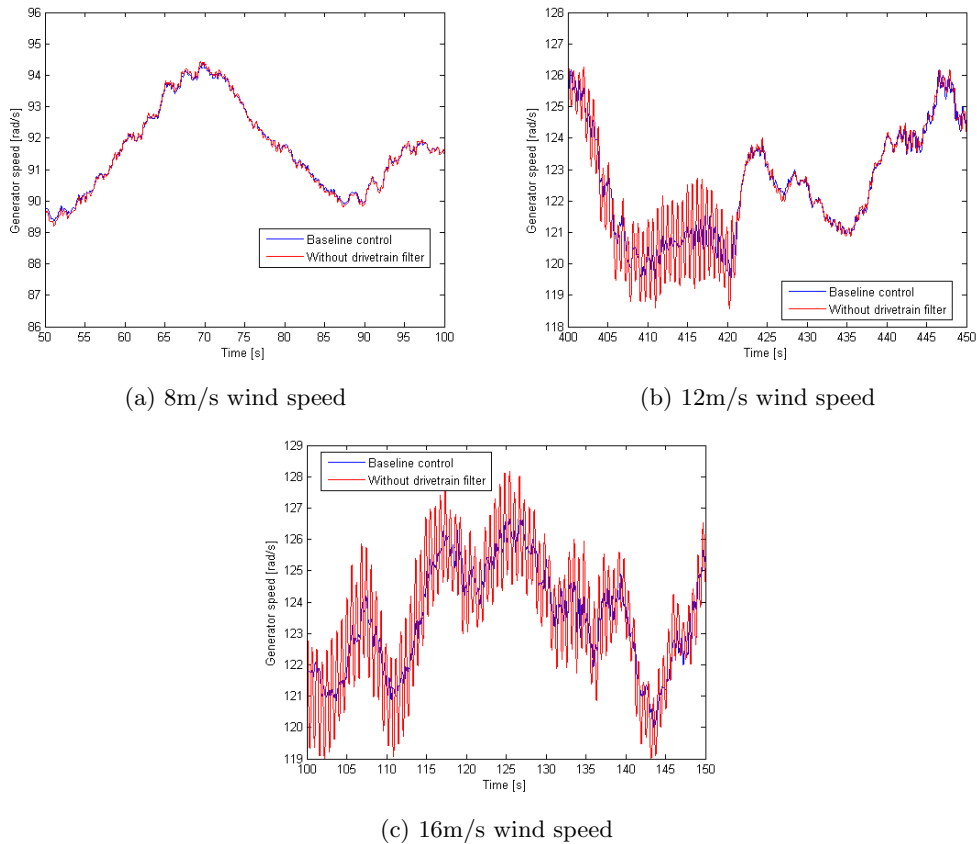 96
95
94
93
92
91
90
89
88
87
86
Generator speed [rad/s]
Baseline control
Without drivetrain filter
50 55 60 65 70 75 80 85 90 95 100
Time [s]
(a) 8m/s wind speed
128
127
126
125
124
123
122
121
120
119
118
Generator speed [rad/s]
Baseline control
Without drivetrain filter
400 405 410 415 420 425 430 435 440 445 450
Time [s]
(b) 12m/s wind speed
129
128
127
126
125
124
123
122
121
120
119
Generator speed [rad/s]
Baseline control
Without drivetrain filter
100 105 110 115 120 125 130 135 140 145 150
Time [s]
(c) 16m/s wind speed